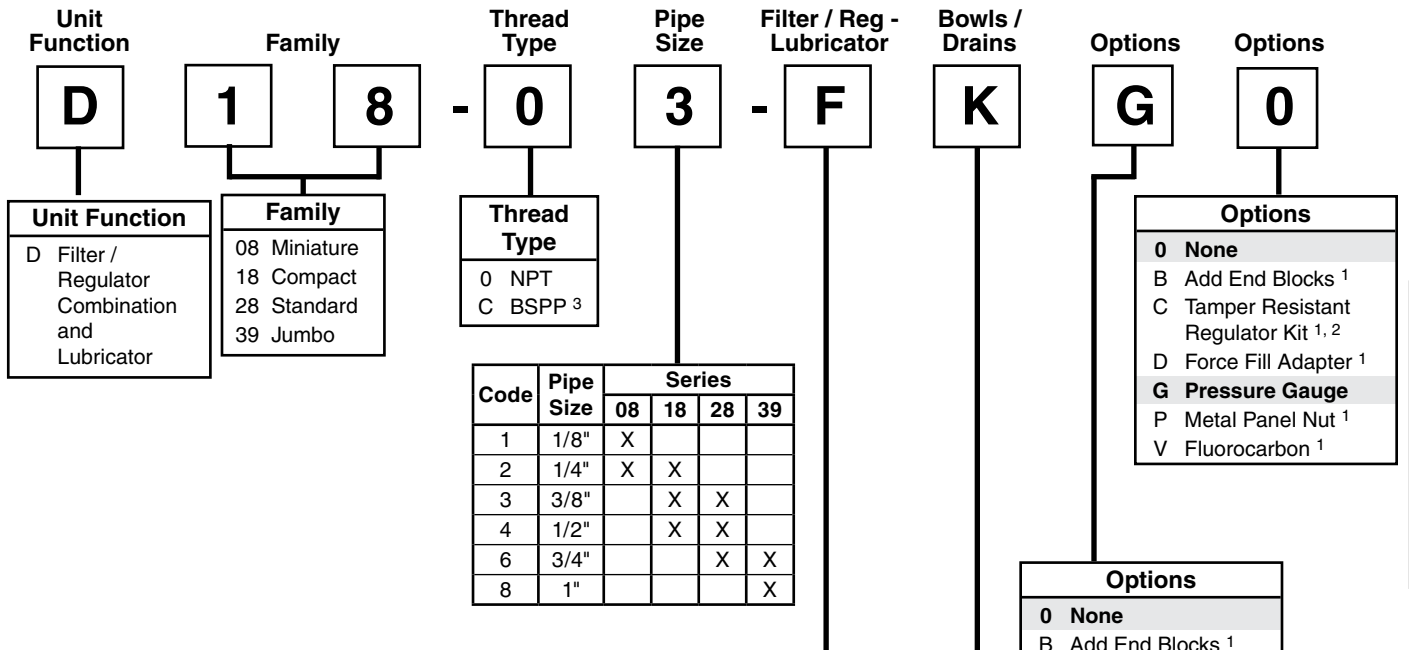 Unit Function
Family
Thread Type
Pipe Size
Filter / Reg - Lubricator
Bowls / Drains
Options
Options
D 1 8 - 0 3 - F K G 0
Unit Function
D Filter /
Regulator
Combination
and
Lubricator
Family
08 Miniature
18 Compact
28 Standard
39 Jumbo
Thread
Type
0 NPT
C BSPP 3
Options
0 None
B Add End Blocks 1
C Tamper Resistant
Regulator Kit 1, 2
D Force Fill Adapter 1
G Pressure Gauge
P Metal Panel Nut 1
V Fluorocarbon 1
Code Pipe Size Series
08 18 28 39
1 1/8" X
2 1/4" X X
3 3/8" X X
4 1/2" X X
6 3/4" X X
8 1" X
Options
0 None
B Add End Blocks 1